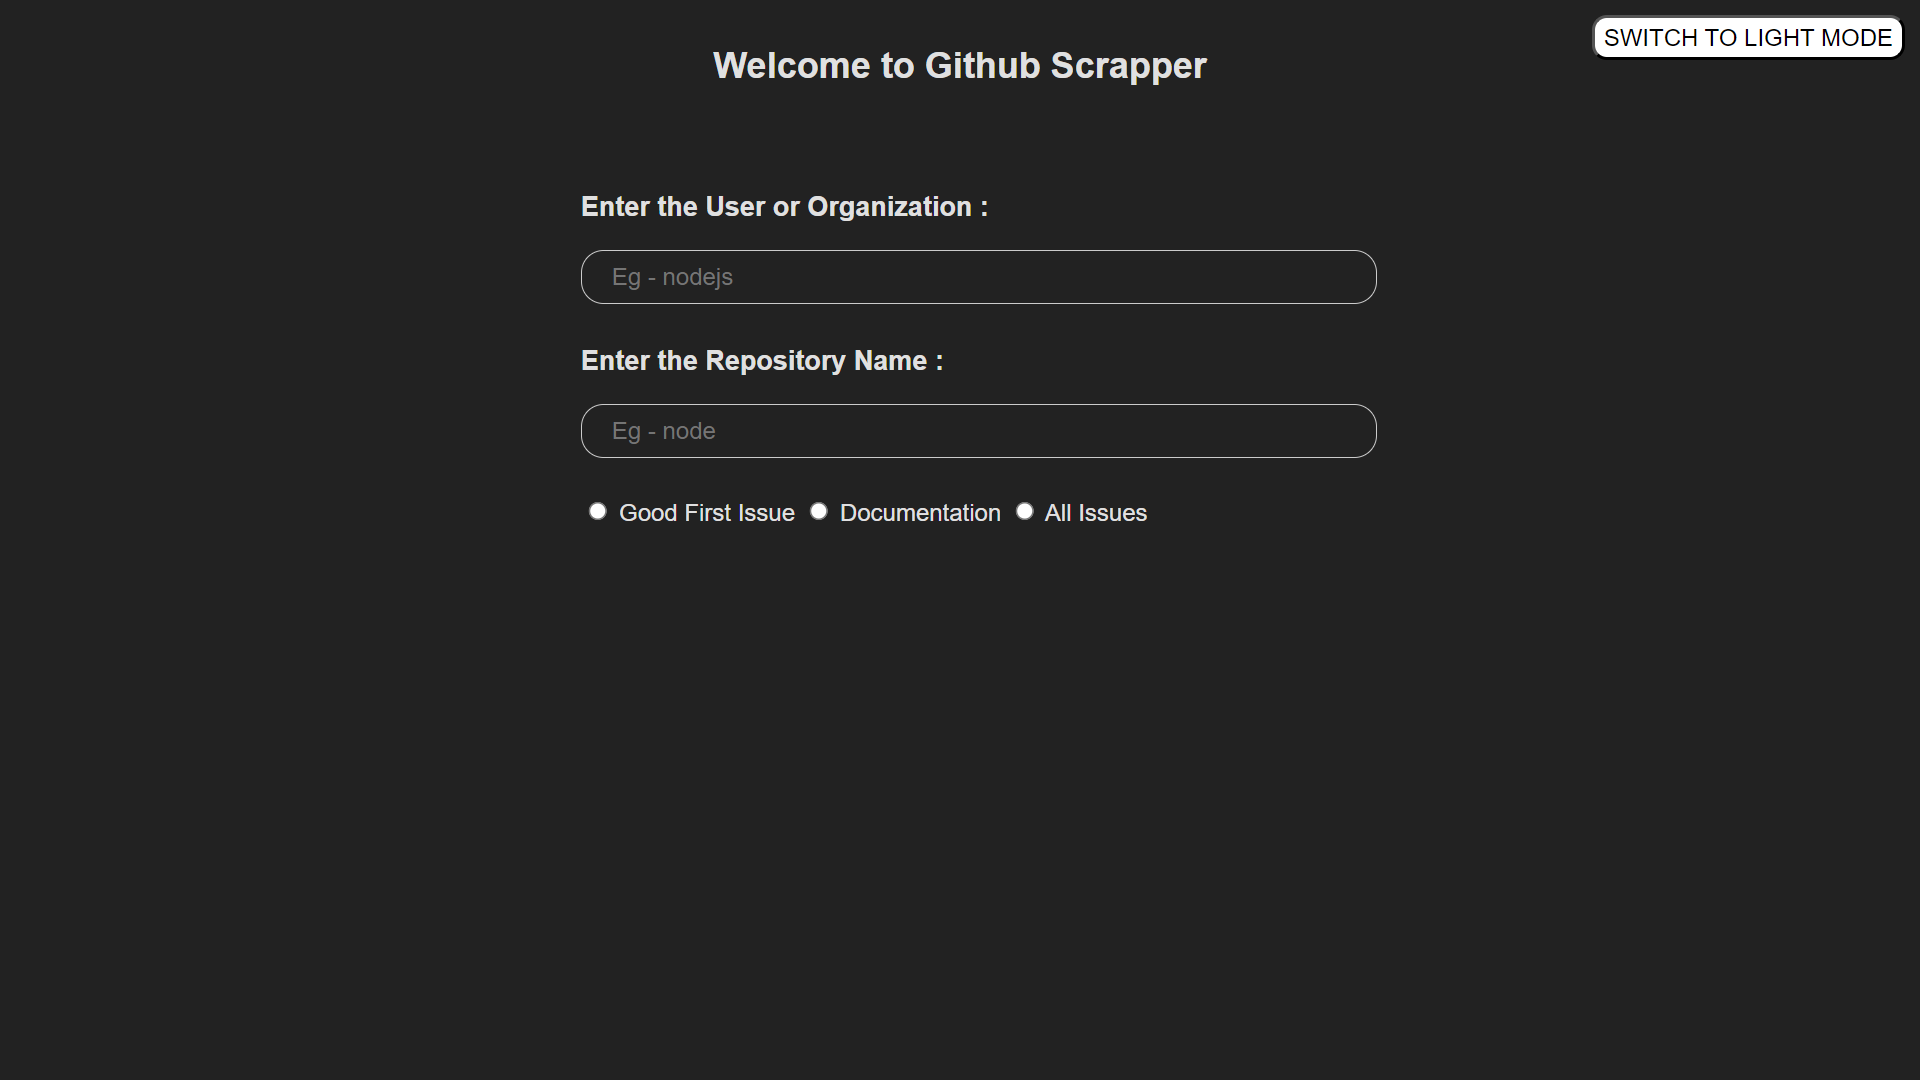 SWITCH TO LIGHT MODE
Welcome to Github Scrapper
Enter the User or Organization :
Eg - nodejs
Enter the Repository Name :
Eg - node
Good First Issue Documentation All Issues